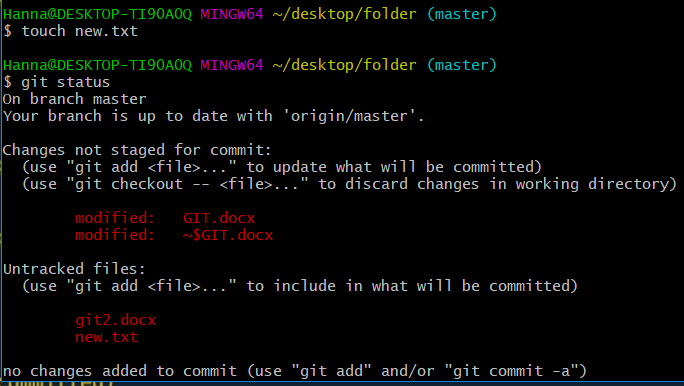 Hanna@DESKTOP-TI90A0Q MINGW64 ~/desktop/folder (master)
$ touch new.txt
Hanna@DESKTOP-TI90A0Q MINGW64 ~/desktop/folder (master)
$ git status
On branch master
Your branch is up to date with 'origin/master'.
Changes not staged for commit:
(use "git add <file>..." to update what will be committed)
(use "git checkout -- <file>..." to discard changes in working directory)
modified: GIT.docx
modified: ~$GIT.docx
Untracked files:
(use "git add <file>..." to include in what will be committed)
git2.docx
new.txt
no changes added to commit (use "git add" and/or "git commit -a")